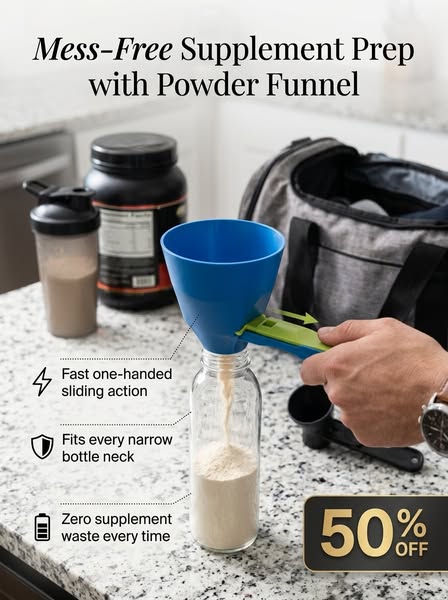 Mess-Free Supplement Prep
with Powder Funnel
Fast one-handed
sliding action
Fits every narrow
bottle neck
Zero supplement
waste every time
50%
OFF